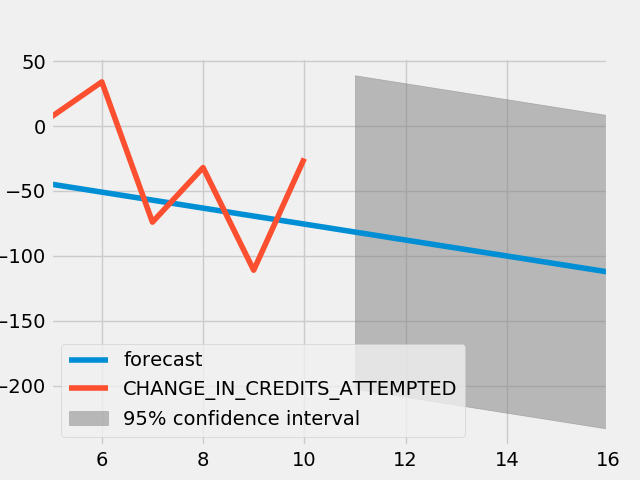 50
0
−50
−100
−150
−200
forecast
CHANGE_IN_CREDITS_ATTEMPTED
95% confidence interval
6 8 10 12 14 16